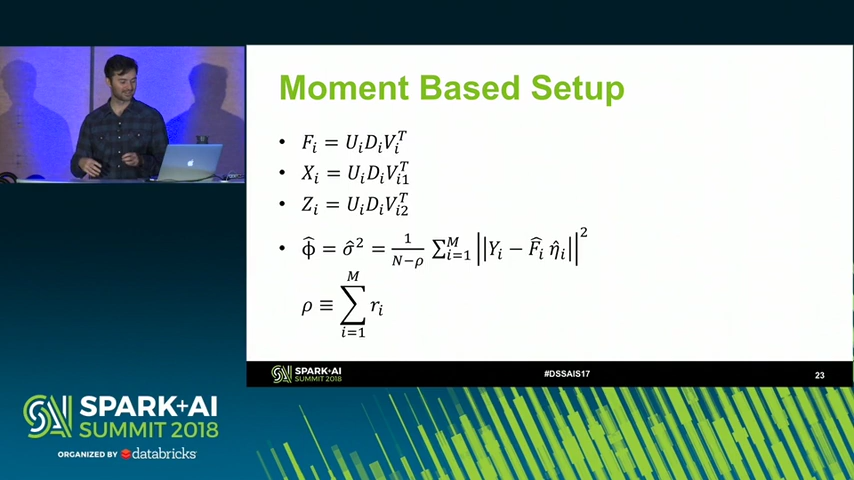 Moment Based Setup
• F_i = U_i D_i V_i^T
• X_i = U_i D_i V_{i1}^T
• Z_i = U_i D_i V_{i2}^T
• ϕ̂ = σ̂² = 1/(N−ρ) ∑_{i=1}^{M} ||Y_i − F̂_i η̂_i||²
ρ ≡ ∑_{i=1}^{M} r_i
SPARK+AI
SUMMIT 2018
#DSSAIS17
23
SPARK+AI
SUMMIT 2018
ORGANIZED BY databricks